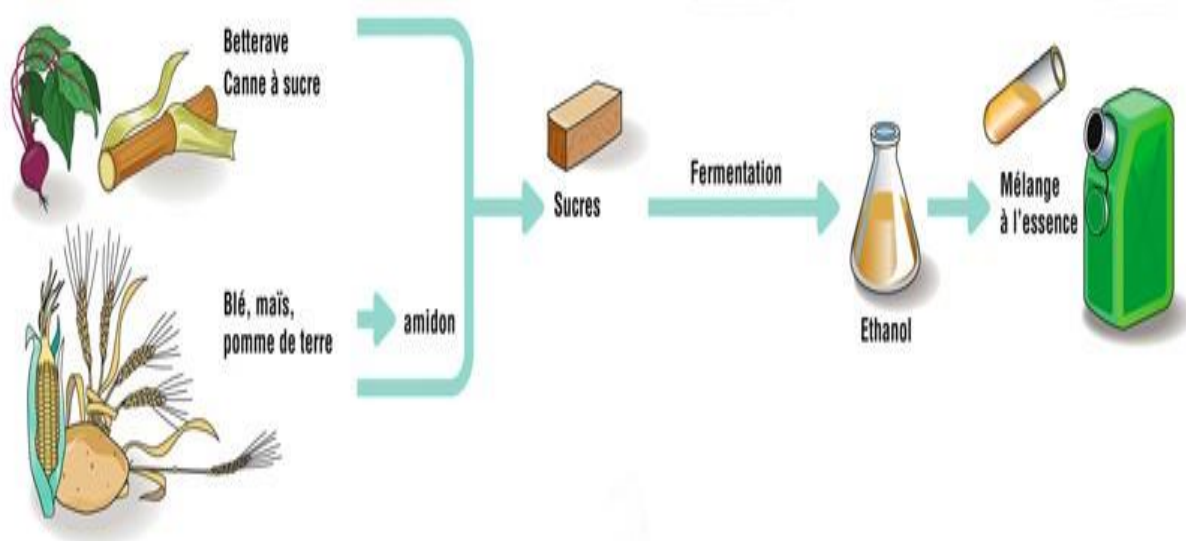 Betterave
Canne à sucre
Blé, maïs,
pomme de terre
amidon
Sucres
Fermentation
Ethanol
Mélange
à l'essence